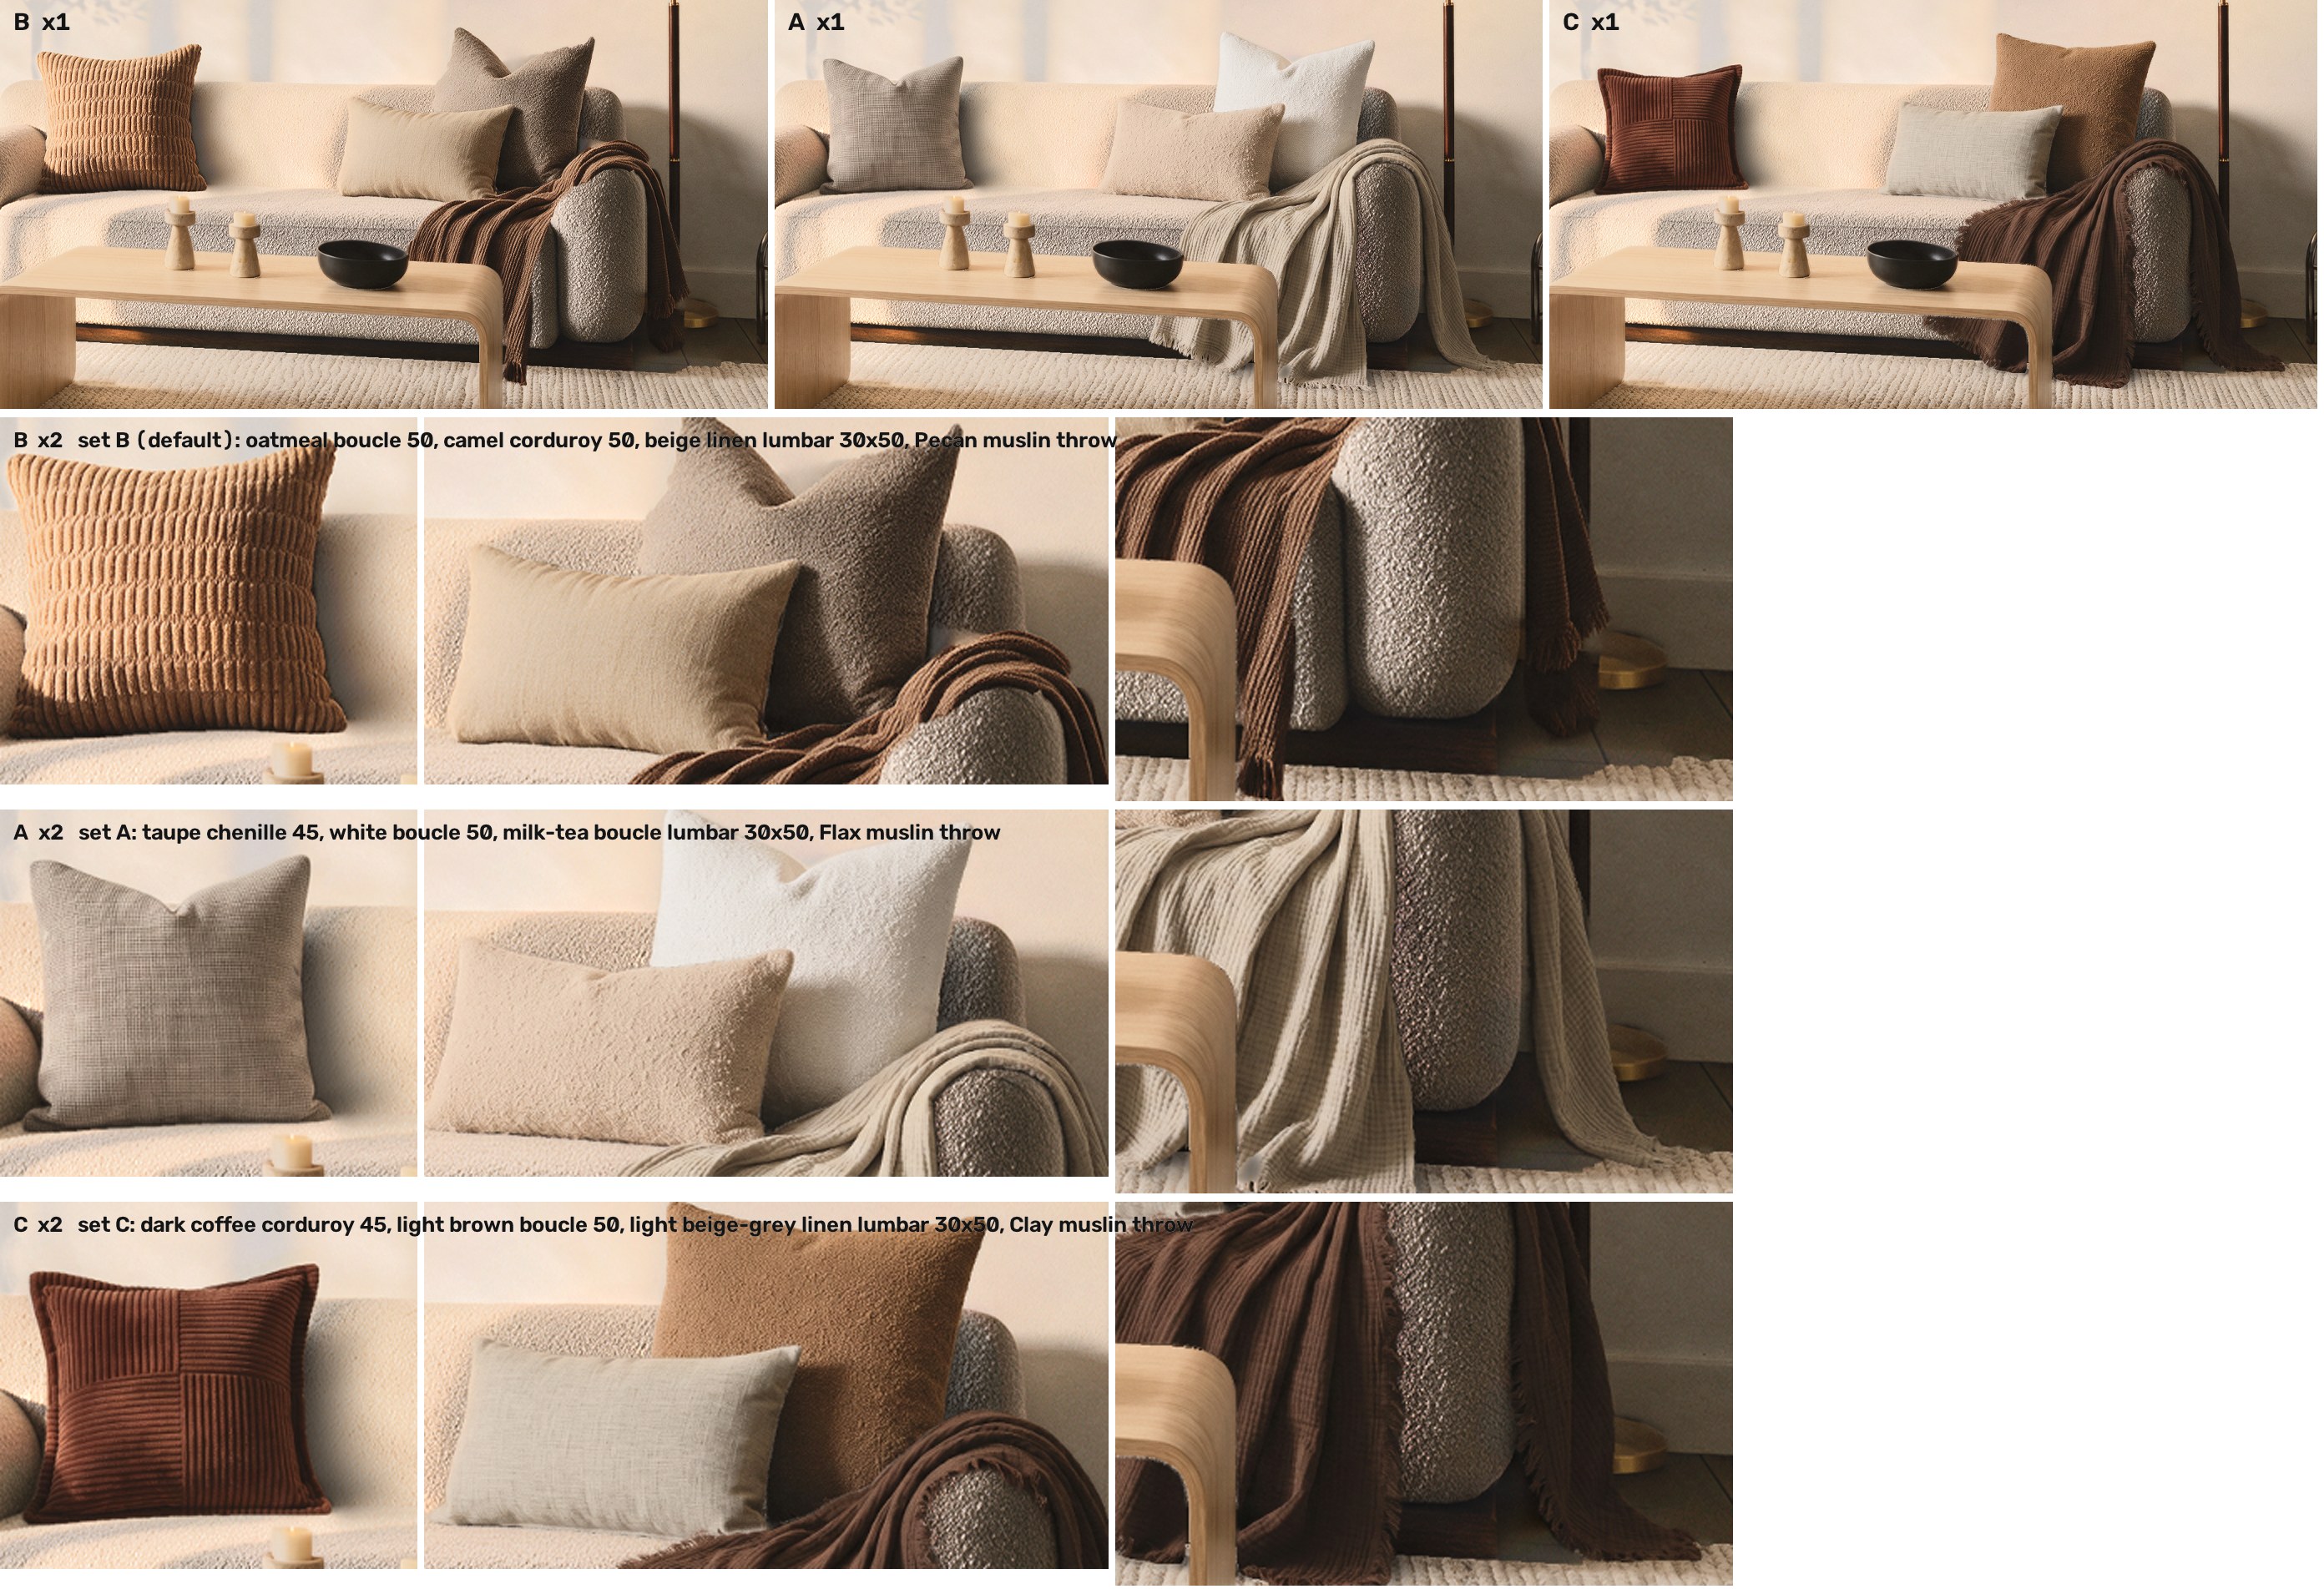 B x1
A x1
C x1
B x2 set B (default): oatmeal boucle 50, camel corduroy 50, beige linen lumbar 30x50, Pecan muslin throw
A x2 set A: taupe chenille 45, white boucle 50, milk-tea boucle lumbar 30x50, Flax muslin throw
C x2 set C: dark coffee corduroy 45, light brown boucle 50, light beige-grey linen lumbar 30x50, Clay muslin throw